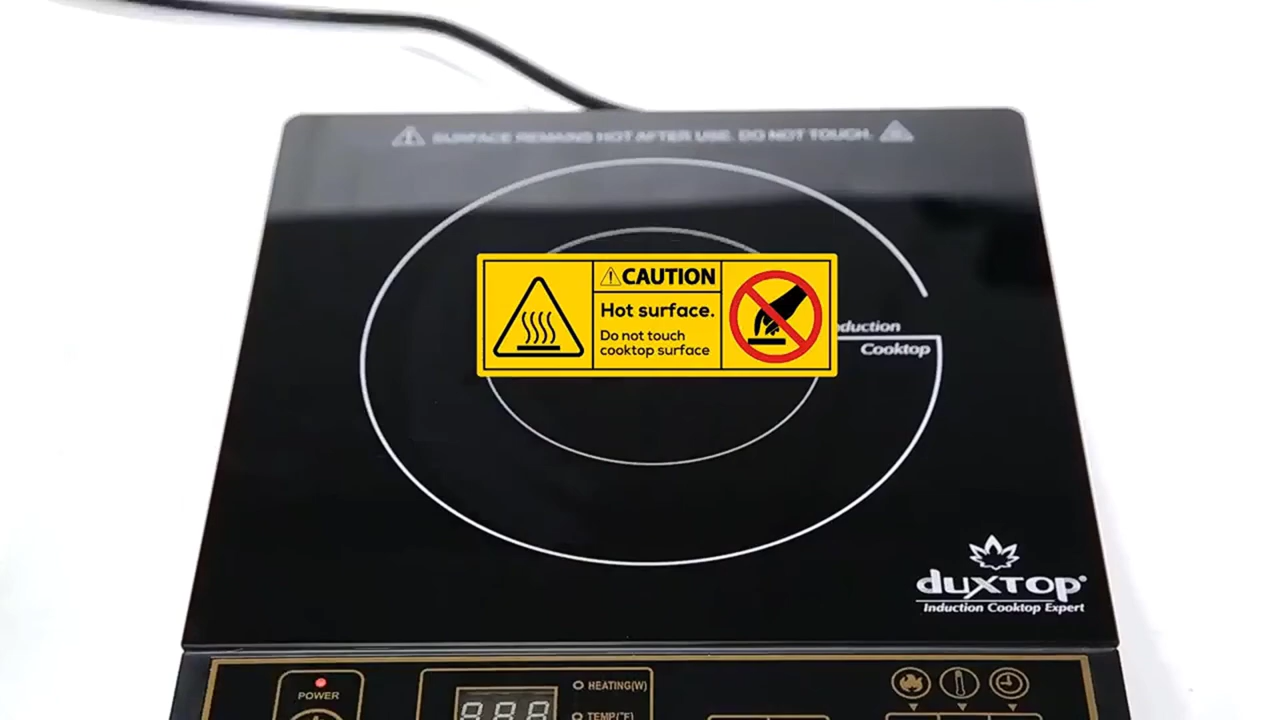 SURFACE REMAINS HOT AFTER USE. DO NOT TOUCH.
CAUTION
Hot surface.
Do not touch
cooktop surface
duction
Cooktop
duxtop®
Induction Cooktop Expert
POWER
HEATING(W)
TEMP(°F)